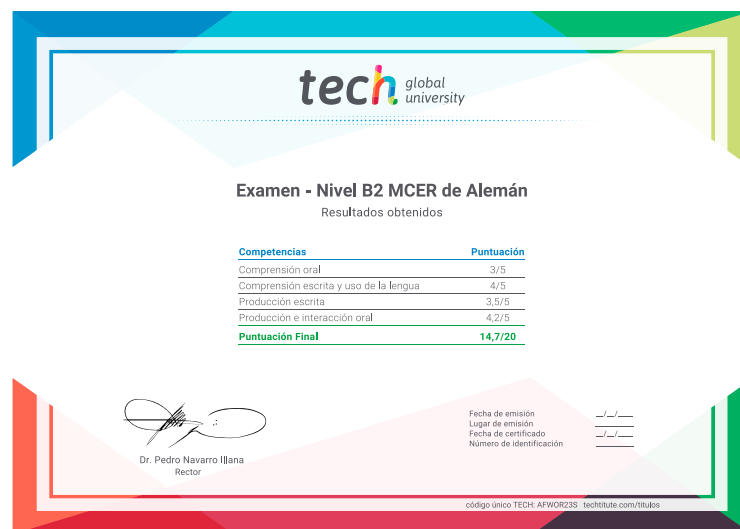 tech global university
Examen - Nivel B2 MCER de Alemán
Resultados obtenidos
Competencias Puntuación
Comprensión oral 3/5
Comprensión escrita y uso de la lengua 4/5
Producción escrita 3,5/5
Producción e interacción oral 4,2/5
Puntuación Final 14,7/20
Dr. Pedro Navarro Illana
Rector
Fecha de emisión __/__/____
Lugar de emisión ________
Fecha de certificado __/__/____
Número de identificación ________
código único TECH: AFWOR23S techtitute.com/titulos